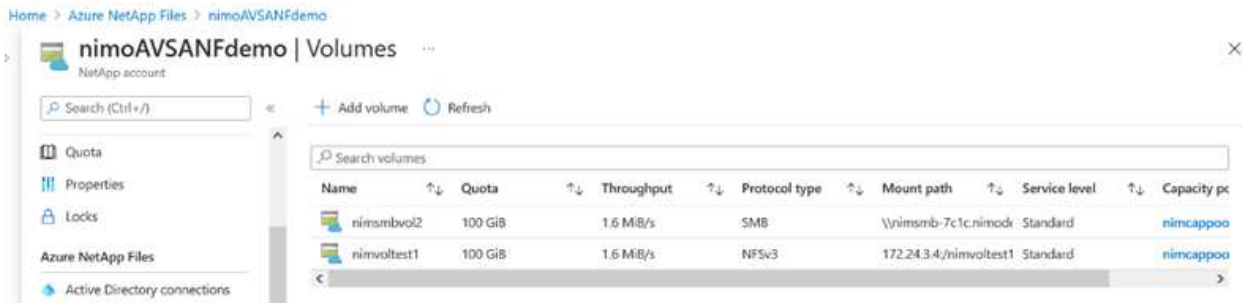 Home > Azure NetApp Files > nimoAVSANFdemo
nimoAVSANFdemo | Volumes ...
NetApp account
Search (Ctrl+/)
Add volume Refresh
Quota
Properties
Locks
Azure NetApp Files
Active Directory connections
Search volumes
Name Quota Throughput Protocol type Mount path Service level Capacity po
nimsmbvol2 100 GiB 1.6 MiB/s SMB \\nimsmb-7c1c.nimod Standard nimcappoo
nimvoltest1 100 GiB 1.6 MiB/s NFSv3 172.24.3.4:/nimvoltest1 Standard nimcappoo